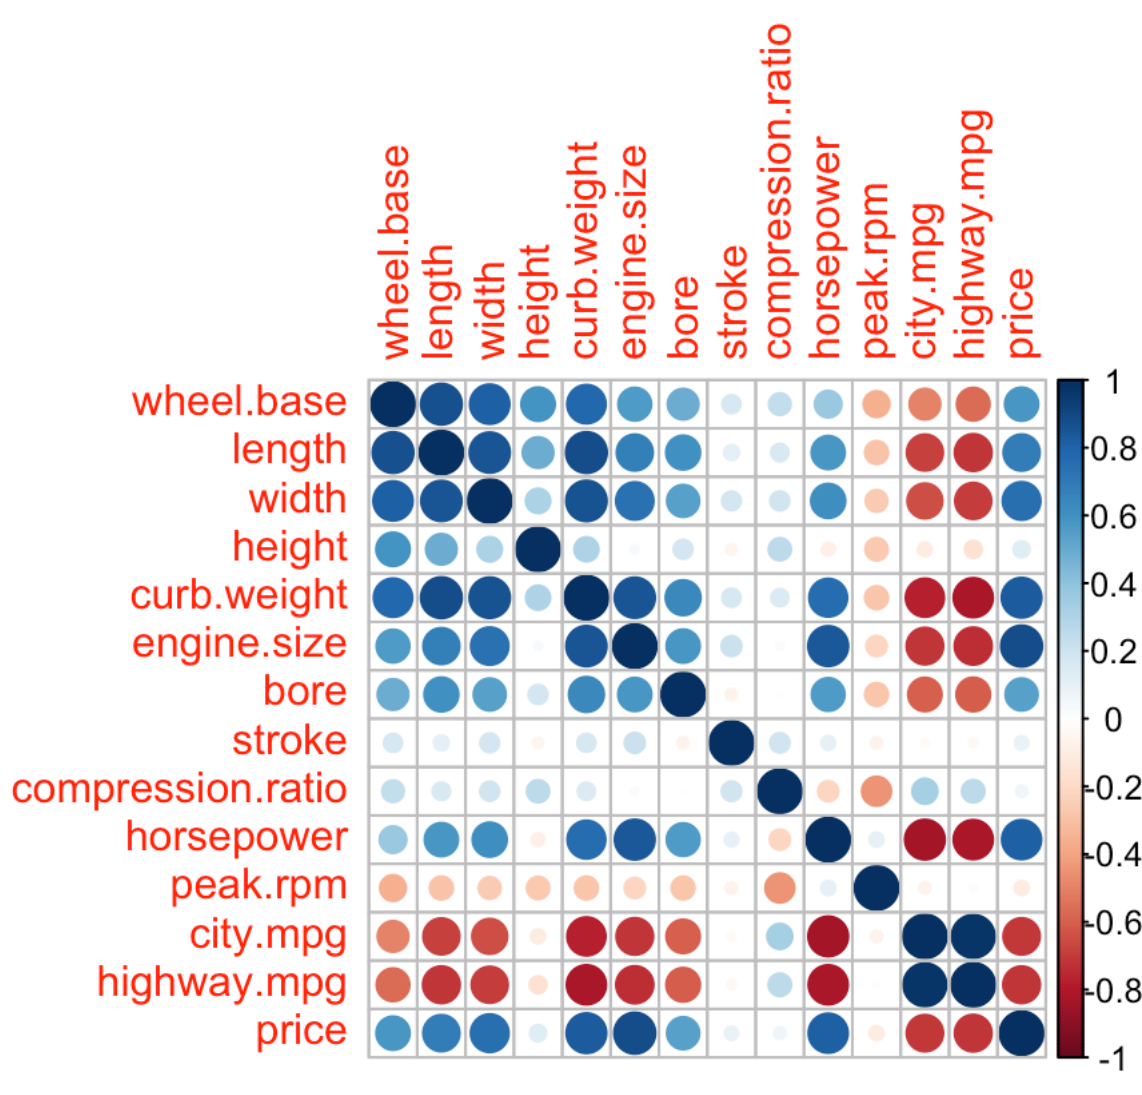 wheel.base
length
width
height
curb.weight
engine.size
bore
stroke
compression.ratio
horsepower
peak.rpm
city.mpg
highway.mpg
price
wheel.base
length
width
height
curb.weight
engine.size
bore
stroke
compression.ratio
horsepower
peak.rpm
city.mpg
highway.mpg
price
1
0.8
0.6
0.4
0.2
0
-0.2
-0.4
-0.6
-0.8
-1